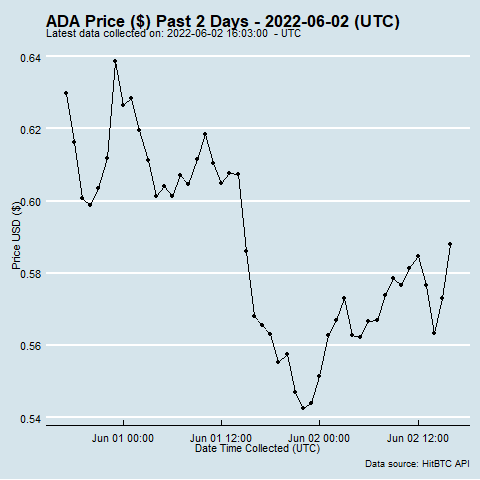 ADA Price ($) Past 2 Days - 2022-06-02 (UTC)
Latest data collected on: 2022-06-02 16:03:00 - UTC
0.64
0.62
0.60
0.58
0.56
0.54
Price USD ($)
Jun 01 00:00 Jun 01 12:00 Jun 02 00:00 Jun 02 12:00
Date Time Collected (UTC)
Data source: HitBTC API